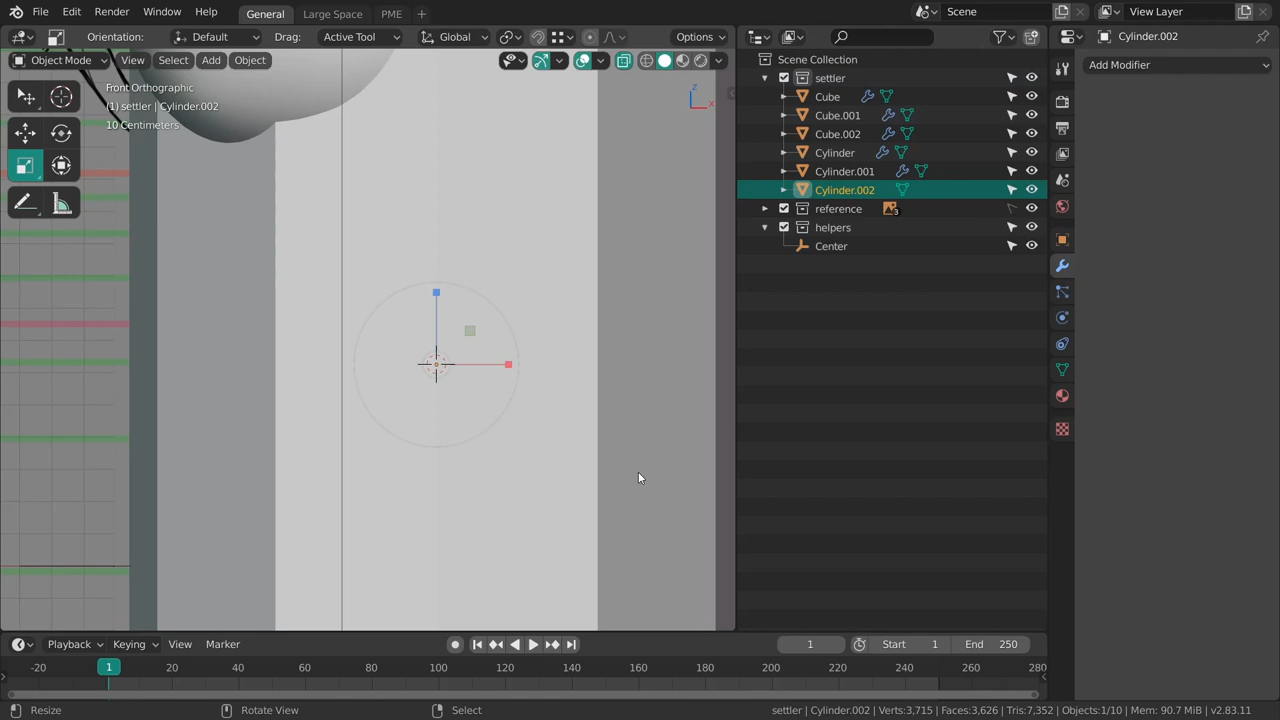 File Edit Render Window Help General Large Space PME + Scene View Layer
Orientation: Default Drag: Active Tool Global Options Cylinder.002
Object Mode View Select Add Object Scene Collection Add Modifier
settler
Front Orthographic
(1) settler | Cylinder.002
10 Centimeters
Z
X
Cube
Cube.001
Cube.002
Cylinder
Cylinder.001
Cylinder.002
reference 3
helpers
Center
Playback Keying View Marker 1 Start 1 End 250
-20 1 20 40 60 80 100 120 140 160 180 200 220 240 260 280
Resize Rotate View Select settler | Cylinder.002 | Verts:3,715 | Faces:3,626 | Tris:7,352 | Objects:1/10 | Mem: 90.7 MiB | v2.83.11